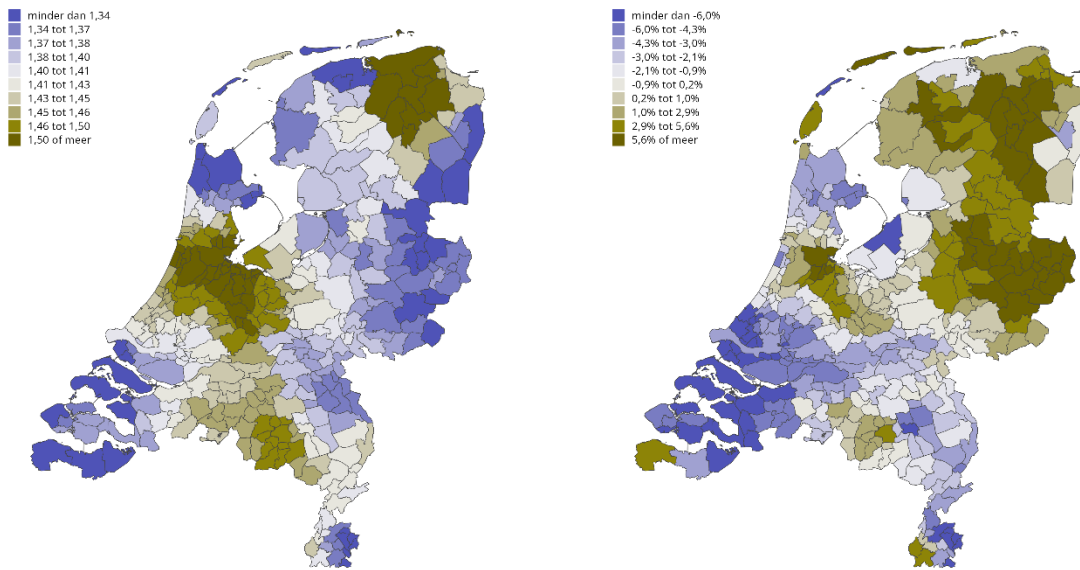 minder dan 1,34
1,34 tot 1,37
1,37 tot 1,38
1,38 tot 1,40
1,40 tot 1,41
1,41 tot 1,43
1,43 tot 1,45
1,45 tot 1,46
1,46 tot 1,50
1,50 of meer
minder dan -6,0%
-6,0% tot -4,3%
-4,3% tot -3,0%
-3,0% tot -2,1%
-2,1% tot -0,9%
-0,9% tot 0,2%
0,2% tot 1,0%
1,0% tot 2,9%
2,9% tot 5,6%
5,6% of meer